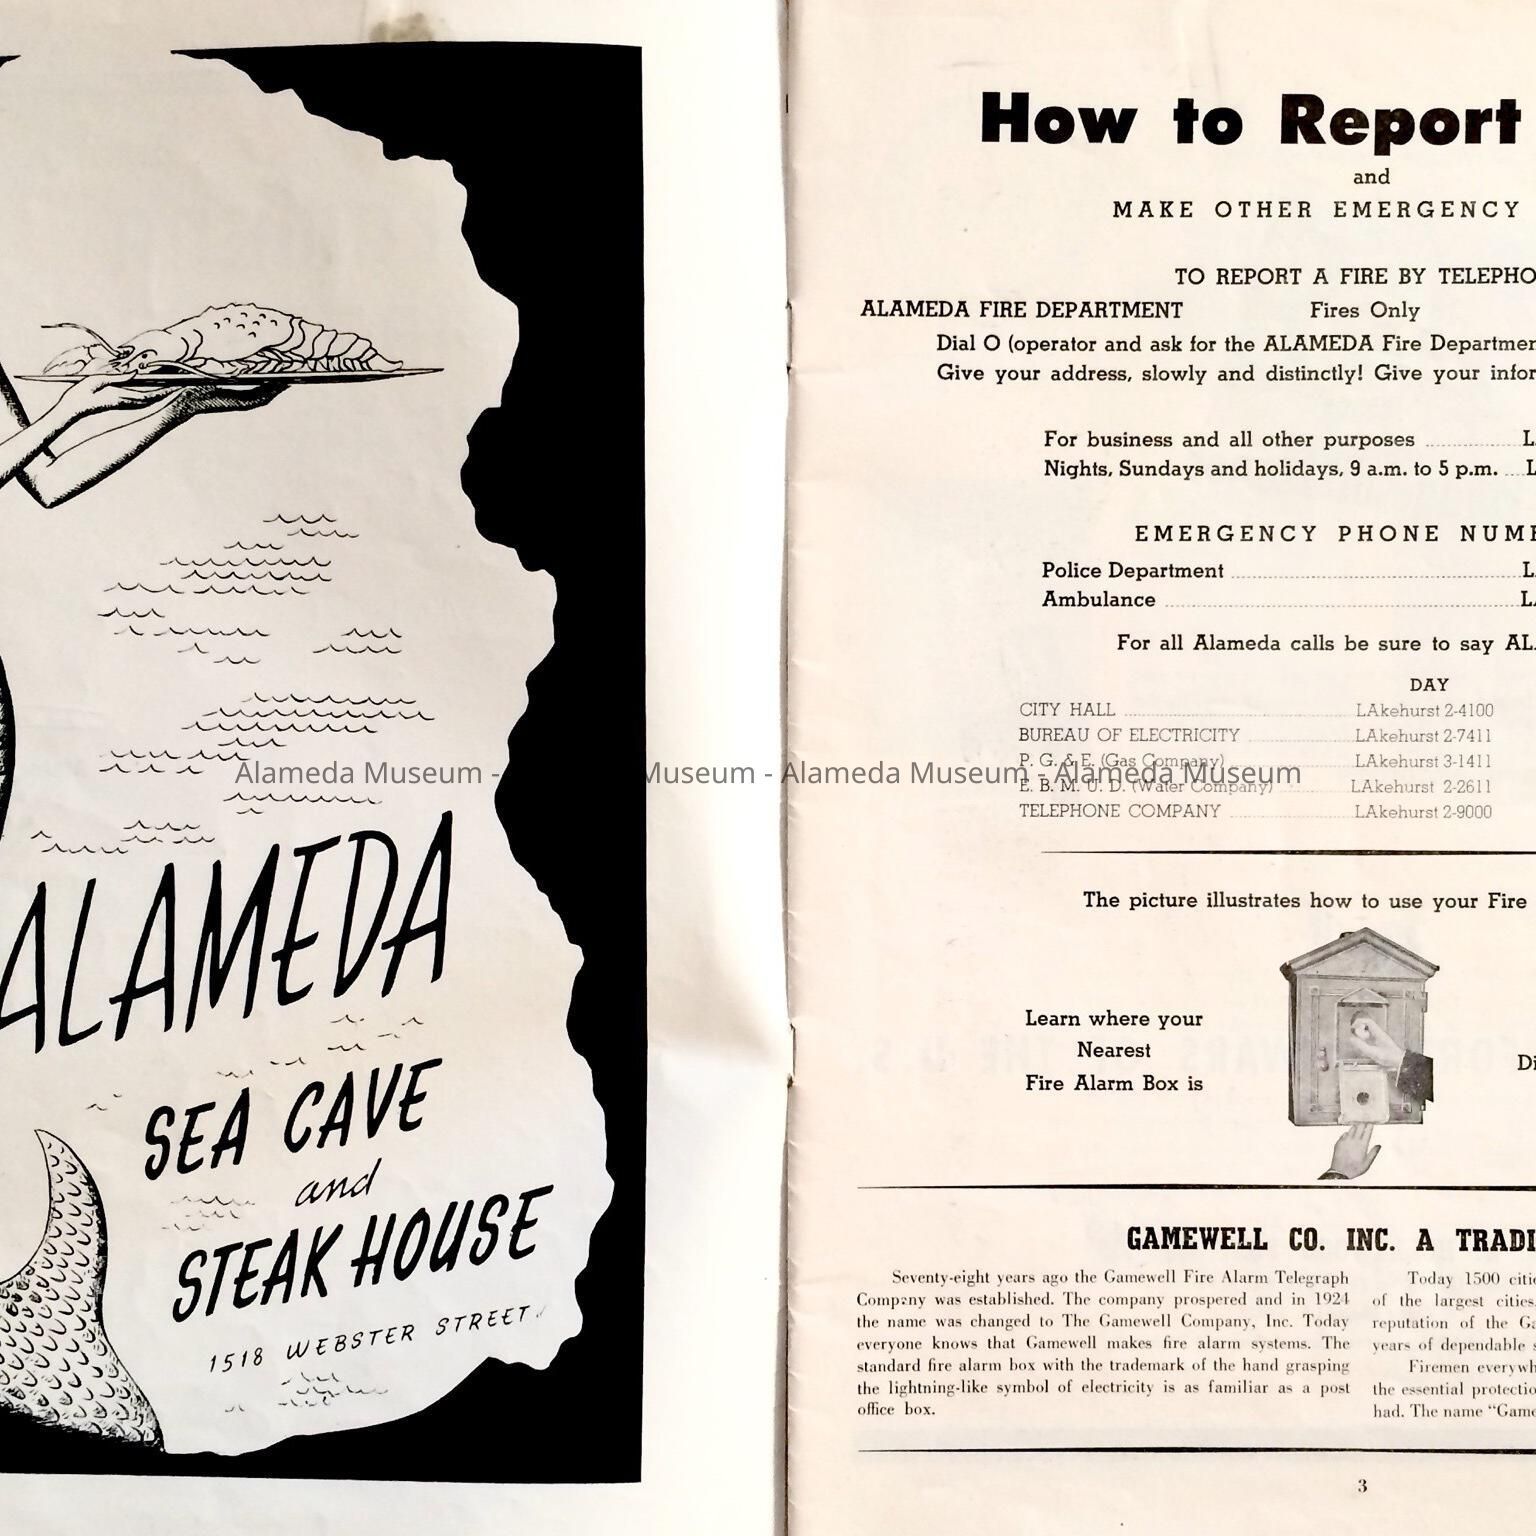 ALAMEDA
SEA CAVE
and
STEAK HOUSE
1518 WEBSTER STREET
How to Report
and
MAKE OTHER EMERGENCY
TO REPORT A FIRE BY TELEPHO
ALAMEDA FIRE DEPARTMENT Fires Only
Dial O (operator and ask for the ALAMEDA Fire Departmen
Give your address, slowly and distinctly! Give your infor
For business and all other purposes L
Nights, Sundays and holidays, 9 a.m. to 5 p.m. L
EMERGENCY PHONE NUM
Police Department L
Ambulance LA
For all Alameda calls be sure to say AL
DAY
CITY HALL LAkehurst 2-4100
BUREAU OF ELECTRICITY LAkehurst 2-7411
P. G. & E. (Gas Company) LAkehurst 3-1411
Alameda Museum - Museum - Alameda Museum - Alameda Museum
E. B. M. U. D. (Water Company) LAkehurst 2-2611
TELEPHONE COMPANY LAkehurst 2-9000
The picture illustrates how to use your Fire
Learn where your
Nearest
Fire Alarm Box is
Di
GAMEWELL CO. INC. A TRADI
Seventy-eight years ago the Gamewell Fire Alarm Telegraph
Company was established. The company prospered and in 1924
the name was changed to The Gamewell Company, Inc. Today
everyone knows that Gamewell makes fire alarm systems. The
standard fire alarm box with the trademark of the hand grasping
the lightning-like symbol of electricity is as familiar as a post
office box.
Today 1500 citi
of the largest cities,
reputation of the Ga
years of dependable s
Firemen everywh
the essential protectio
had. The name "Game
3